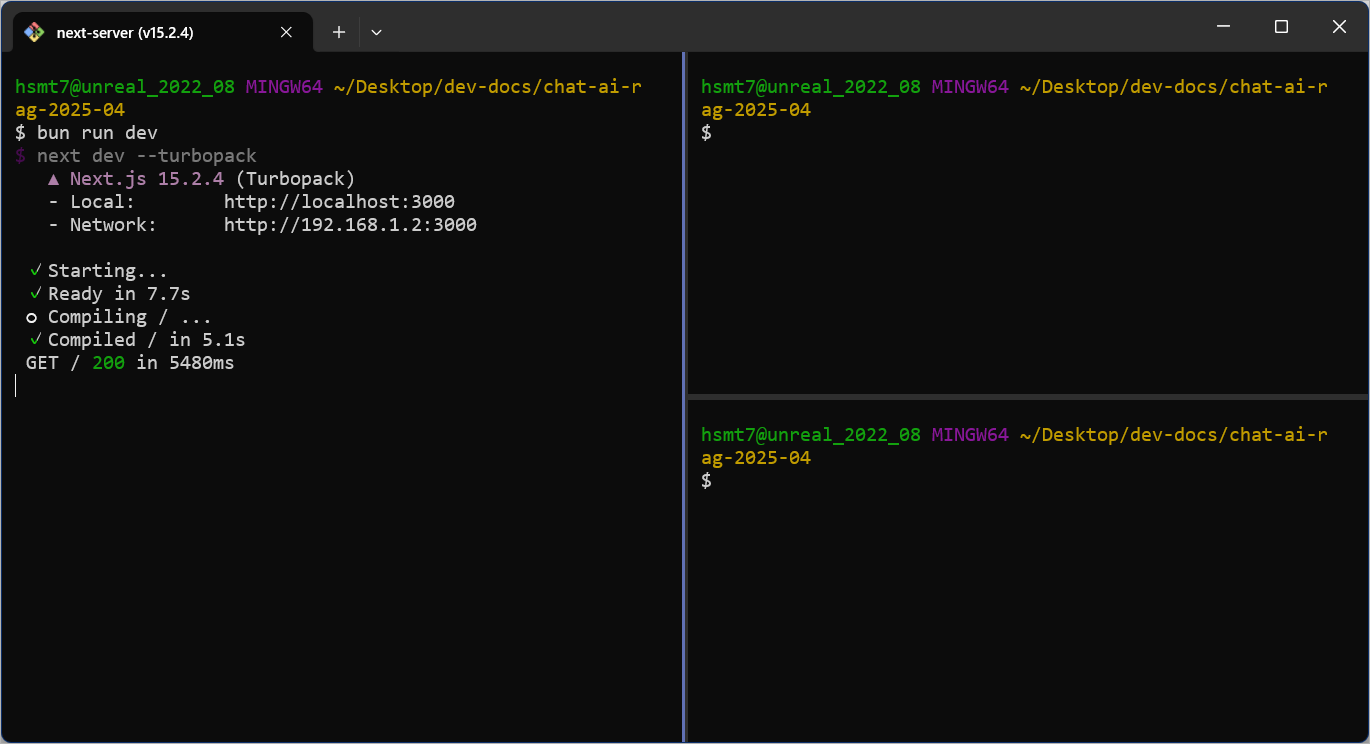 next-server (v15.2.4)
hsmt7@unreal_2022_08 MINGW64 ~/Desktop/dev-docs/chat-ai-r
ag-2025-04
$ bun run dev
$ next dev --turbopack
▲ Next.js 15.2.4 (Turbopack)
- Local: http://localhost:3000
- Network: http://192.168.1.2:3000
✓ Starting...
✓ Ready in 7.7s
○ Compiling / ...
✓ Compiled / in 5.1s
GET / 200 in 5480ms
hsmt7@unreal_2022_08 MINGW64 ~/Desktop/dev-docs/chat-ai-r
ag-2025-04
$
hsmt7@unreal_2022_08 MINGW64 ~/Desktop/dev-docs/chat-ai-r
ag-2025-04
$